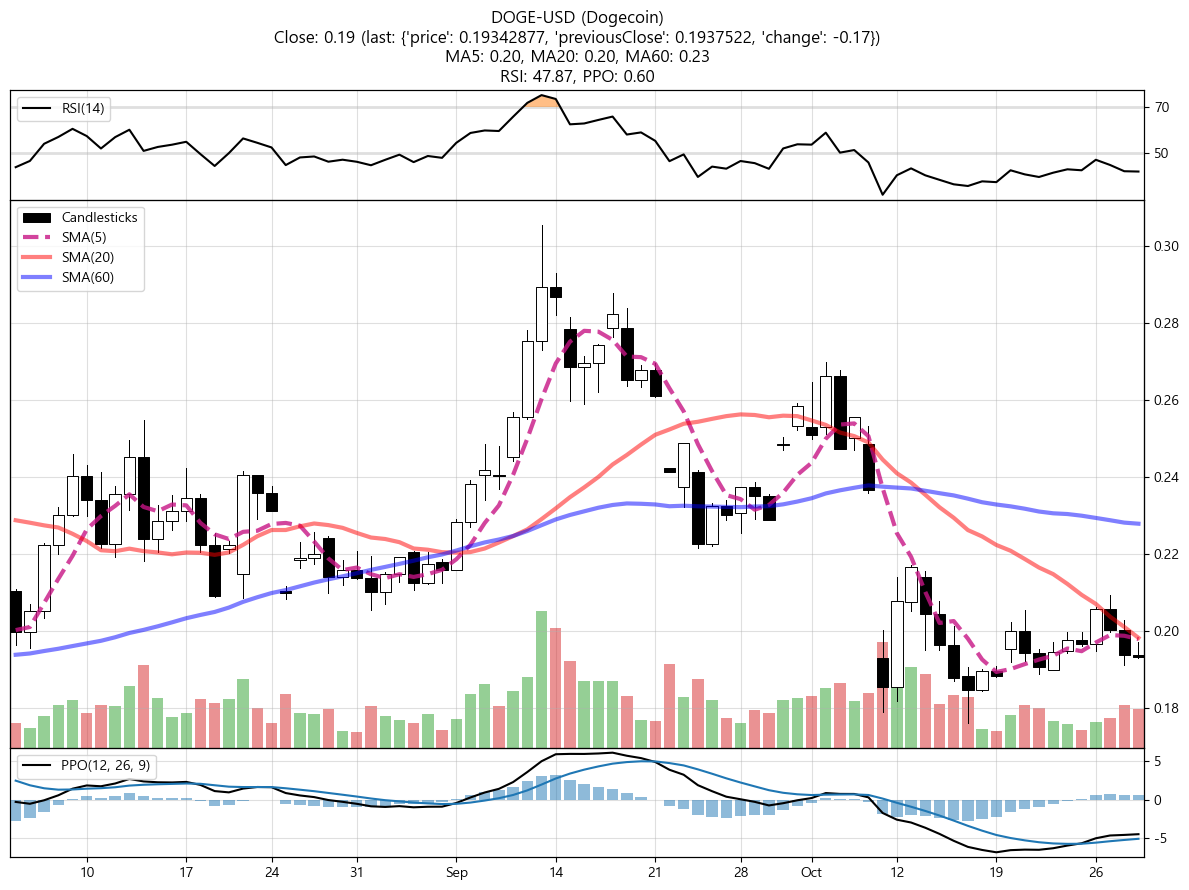 DOGE-USD (Dogecoin)
Close: 0.19 (last: {'price': 0.19342877, 'previousClose': 0.1937522, 'change': -0.17})
MA5: 0.20, MA20: 0.20, MA60: 0.23
RSI: 47.87, PPO: 0.60
RSI(14)
70
50
Candlesticks
SMA(5)
SMA(20)
SMA(60)
0.30
0.28
0.26
0.24
0.22
0.20
0.18
PPO(12, 26, 9)
5
0
-5
10 17 24 31 Sep 14 21 28 Oct 12 19 26